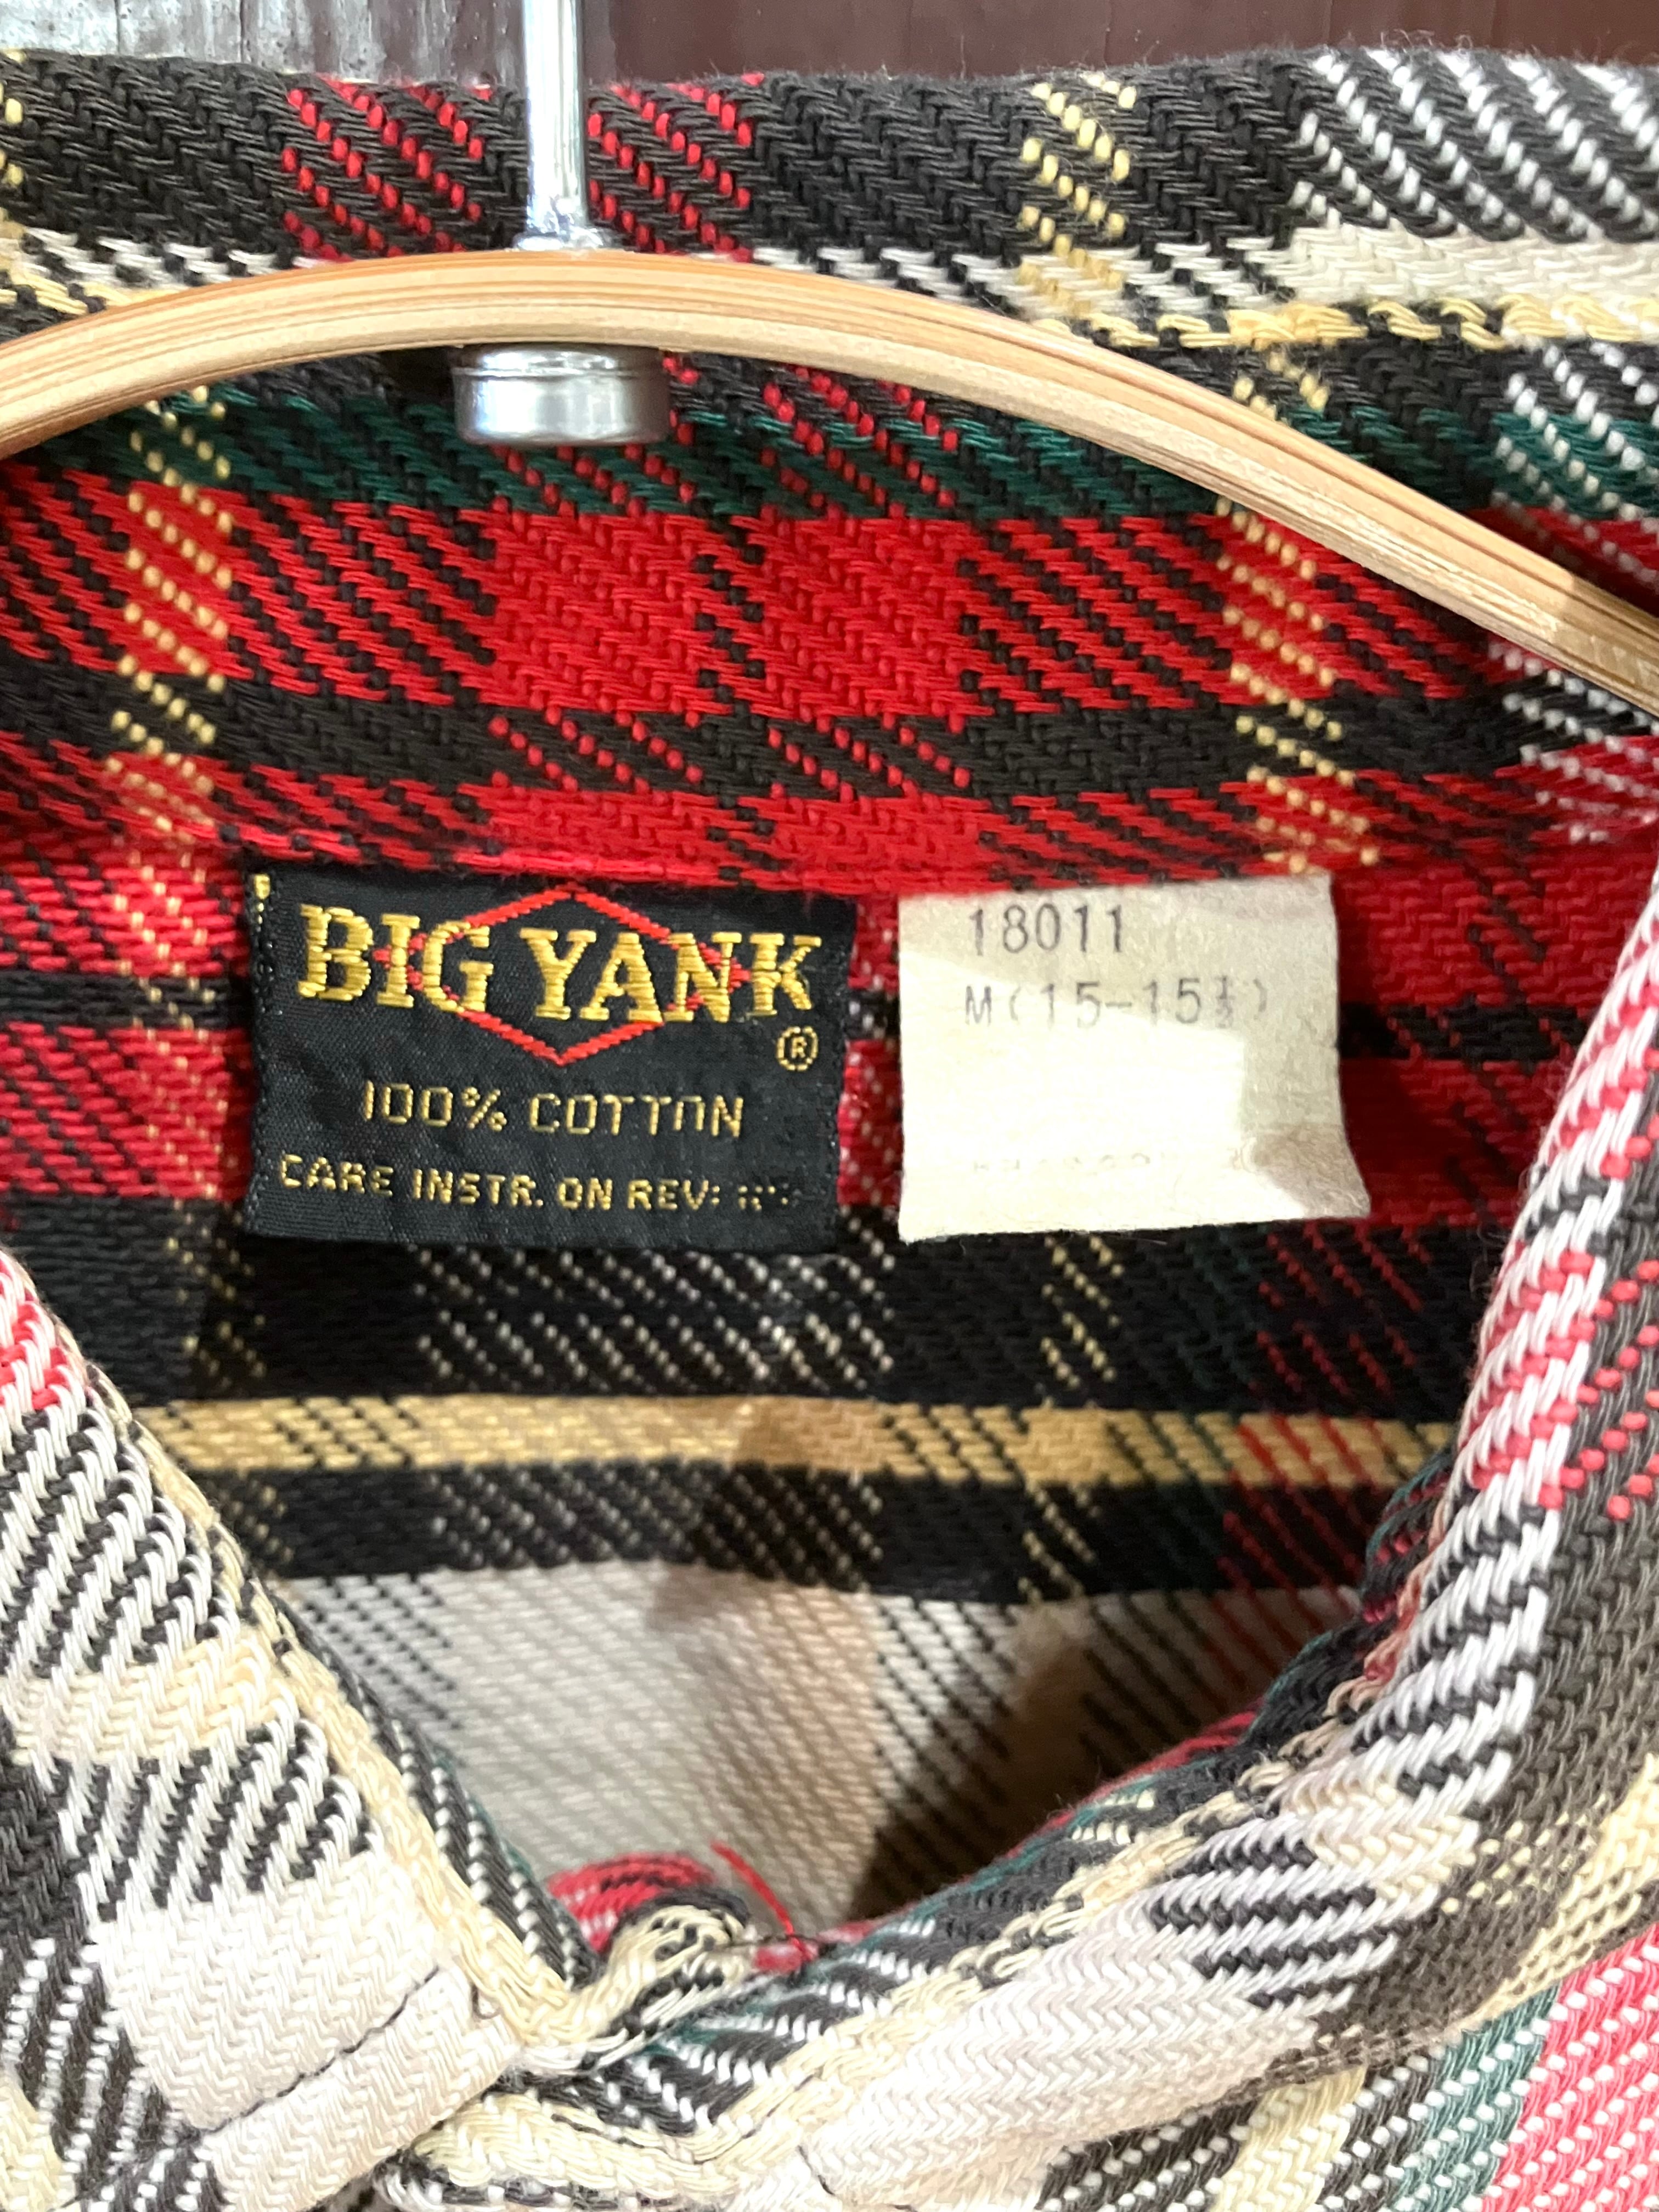 BIG YANK
®
100% COTTON
CARE INSTR. ON REV:
18011
M(15-15½)